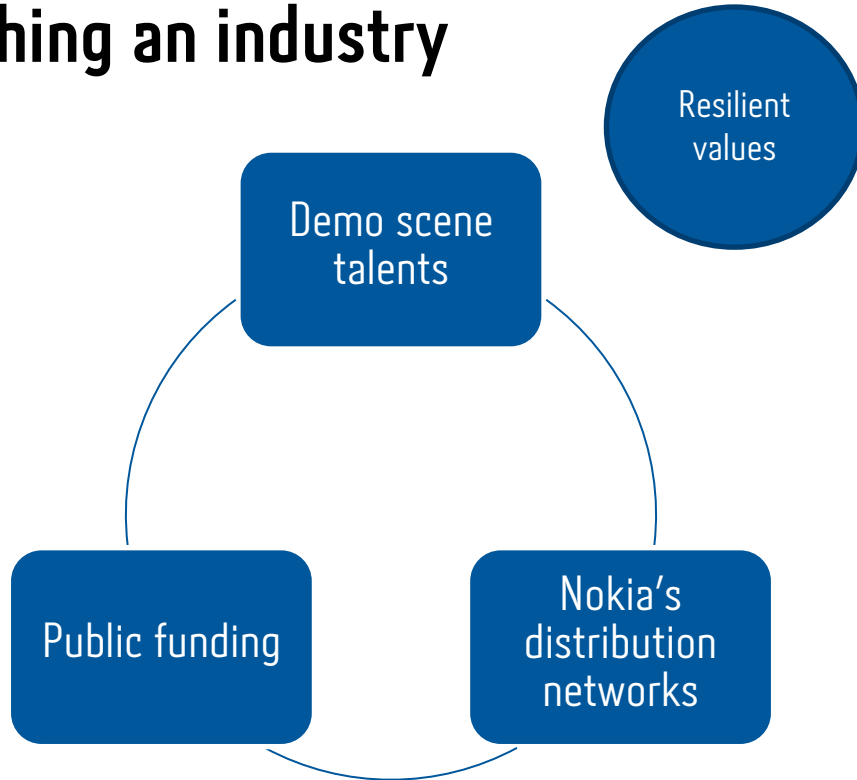 hing an industry
Resilient
values
Demo scene
talents
Public funding
Nokia's
distribution
networks